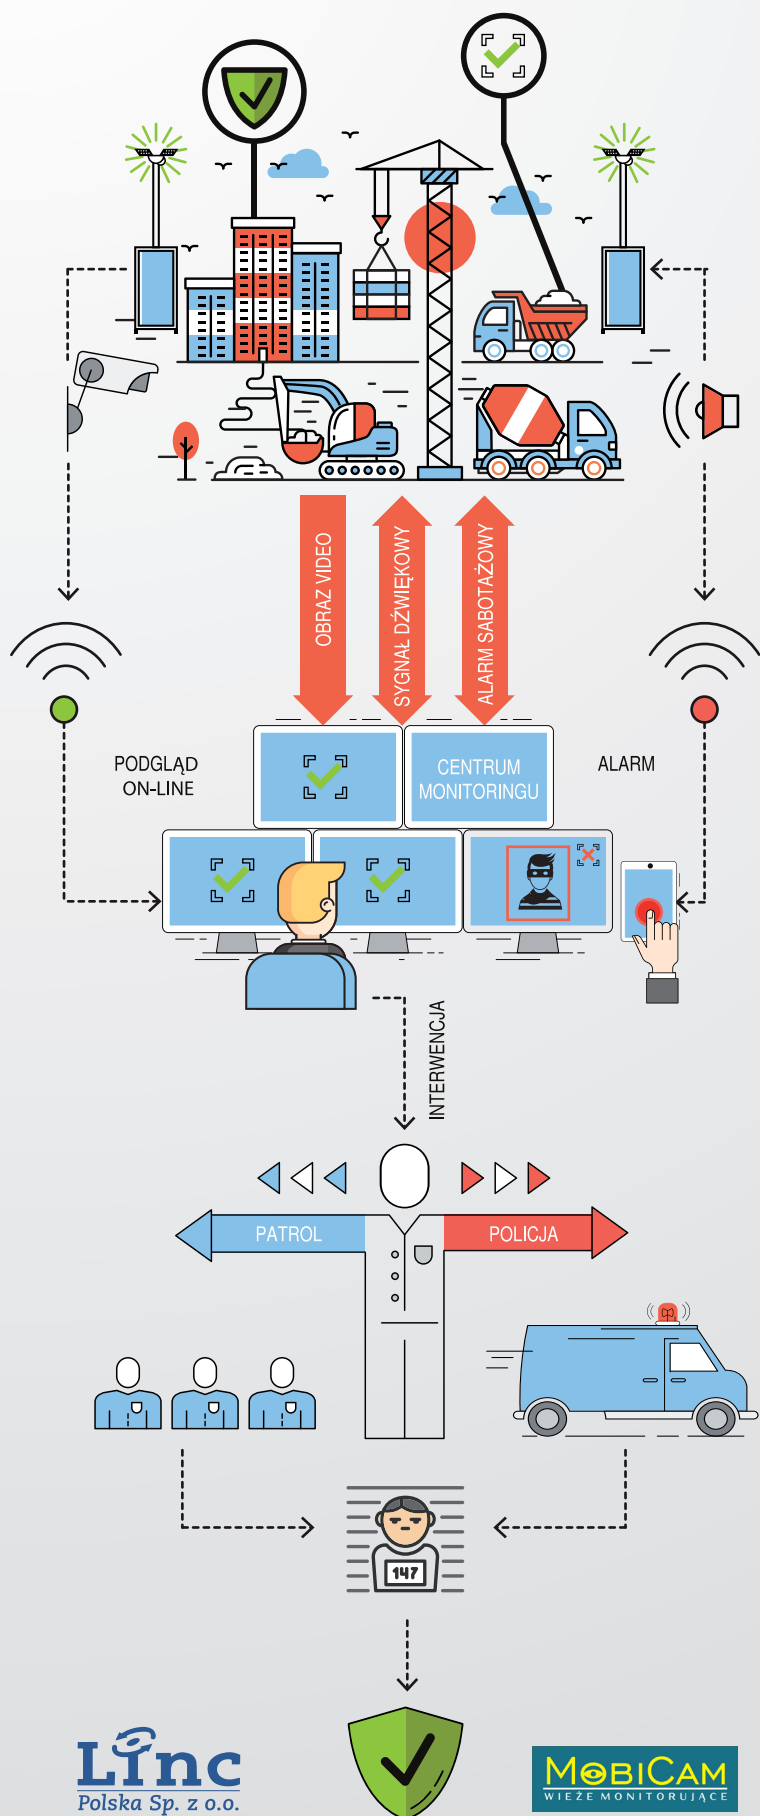 OBRAZ VIDEO
SYGNAŁ DŹWIĘKOWY
ALARM SABOTAŻOWY
PODGLĄD
ON-LINE
CENTRUM
MONITORINGU
ALARM
INTERWENCJA
PATROL
POLICJA
147
Linc
Polska Sp. z o.o.
MOBICAM
WIEŻE MONITORUJĄCE